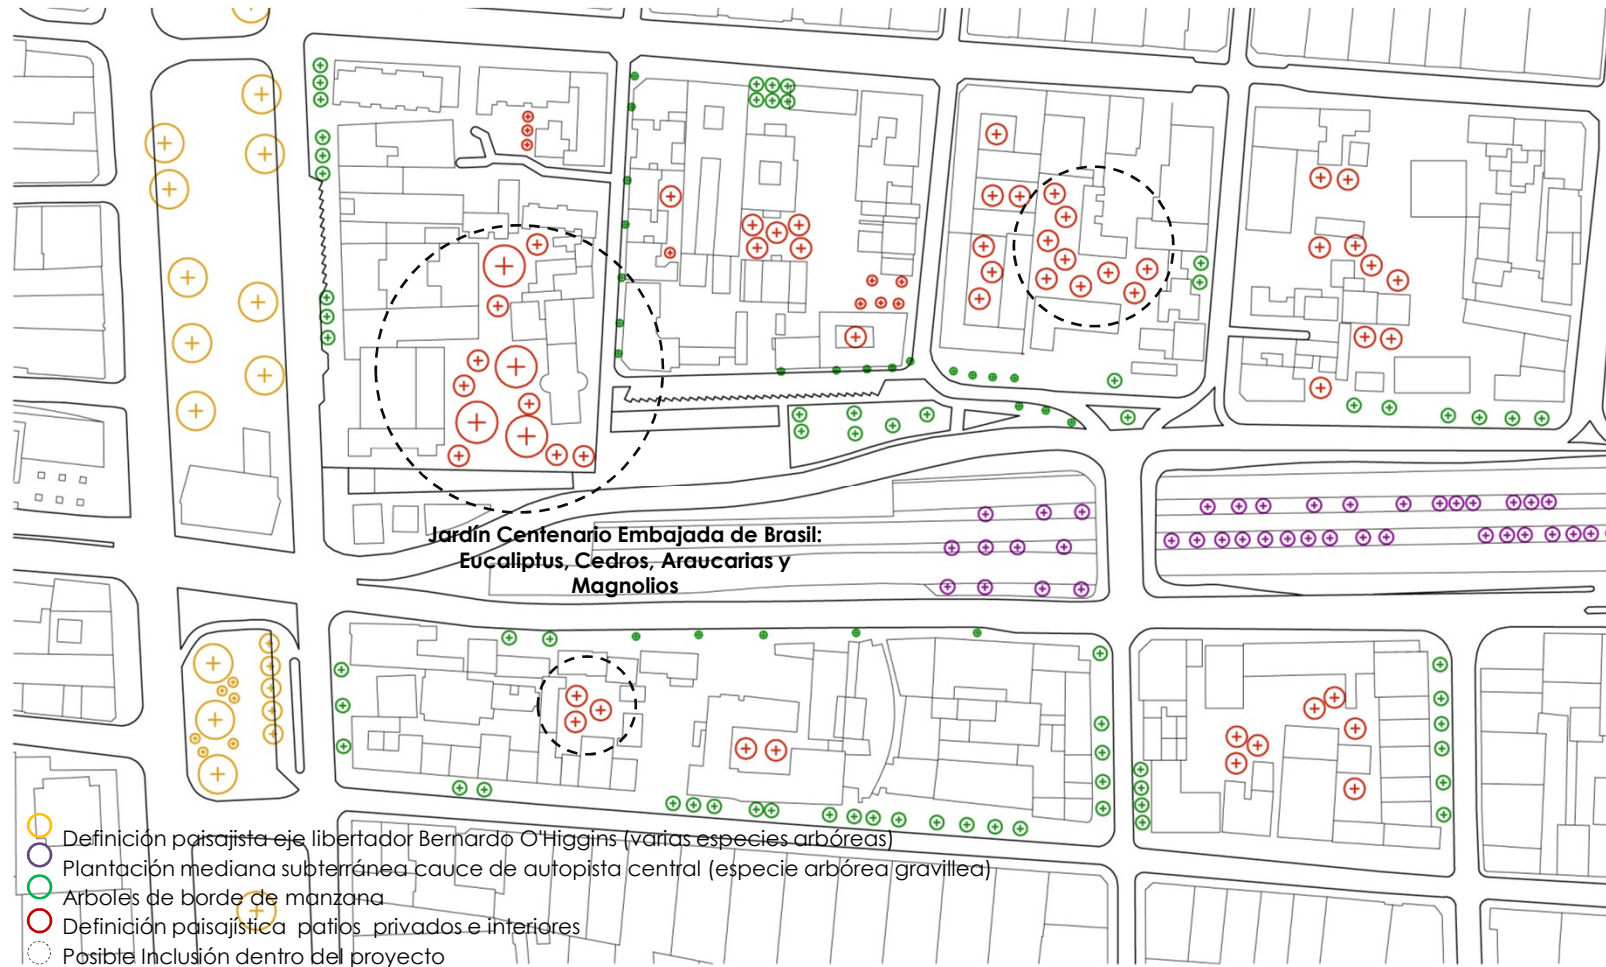 Jardín Centenario Embajada de Brasil:
Eucaliptus, Cedros, Araucarias y
Magnolios
Definición paisajista eje libertador Bernardo O'Higgins (varias especies arbóreas)
Plantación mediana subterránea cauce de autopista central (especie arbórea gravillea)
Arboles de borde de manzana
Definición paisajística patios privados e interiores
Posible Inclusión dentro del proyecto